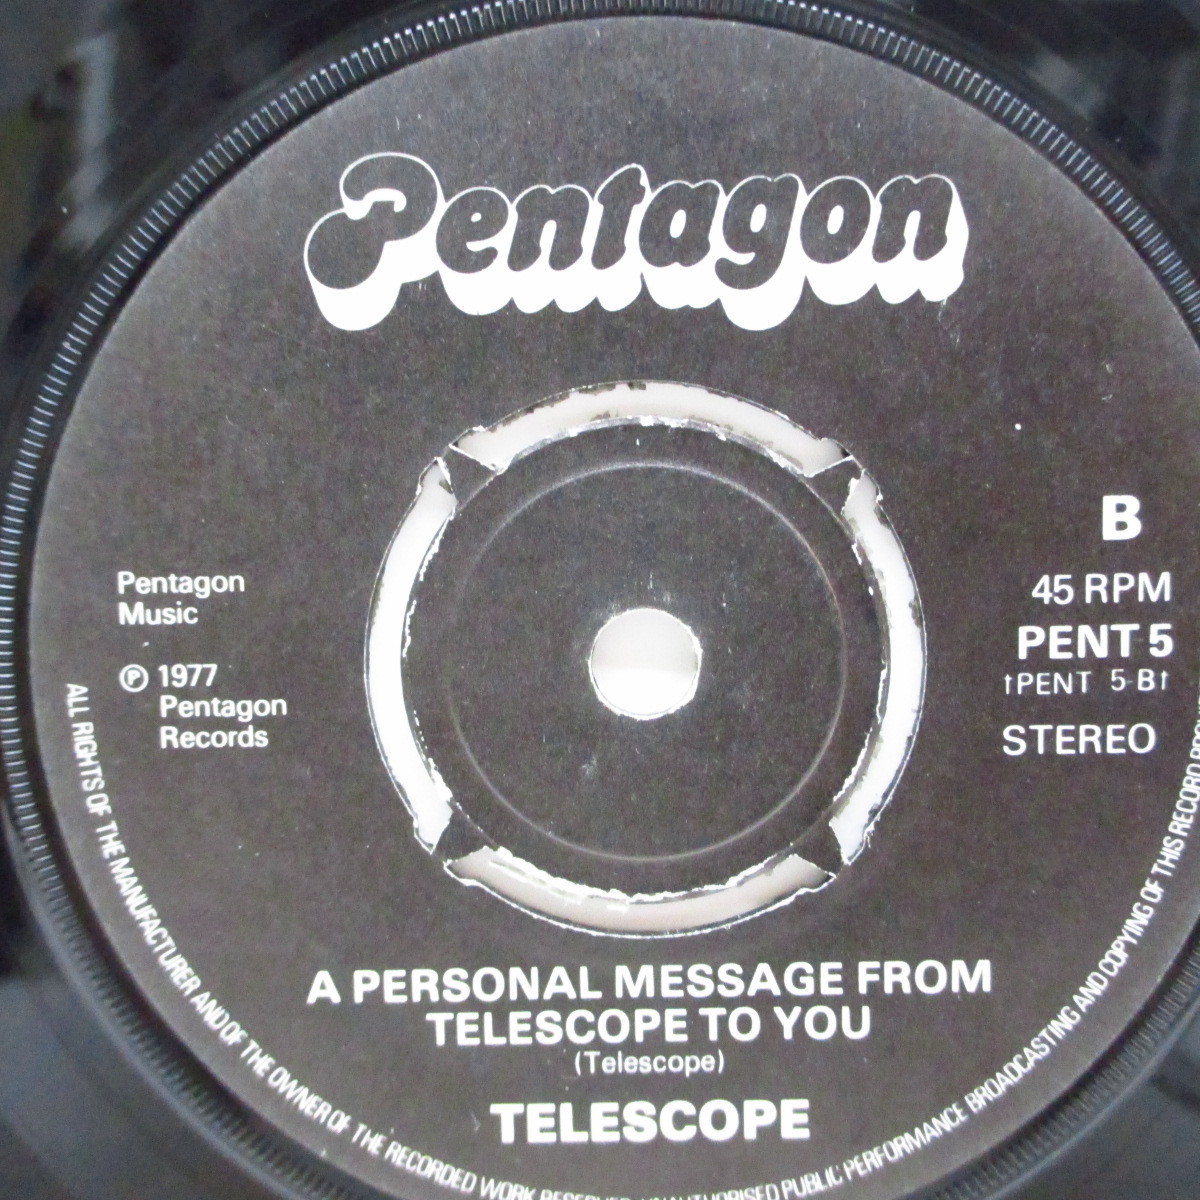 Pentagon
B
45 RPM
PENT 5
†PENT 5-B†
STEREO
Pentagon
Music
Ⓟ 1977
Pentagon
Records
A PERSONAL MESSAGE FROM
TELESCOPE TO YOU
(Telescope)
TELESCOPE
ALL RIGHTS OF THE MANUFACTURER AND OF THE OWNER OF THE RECORDED WORK RESERVED UNAUTHORISED PUBLIC PERFORMANCE BROADCASTING AND COPYING OF THIS RECORD